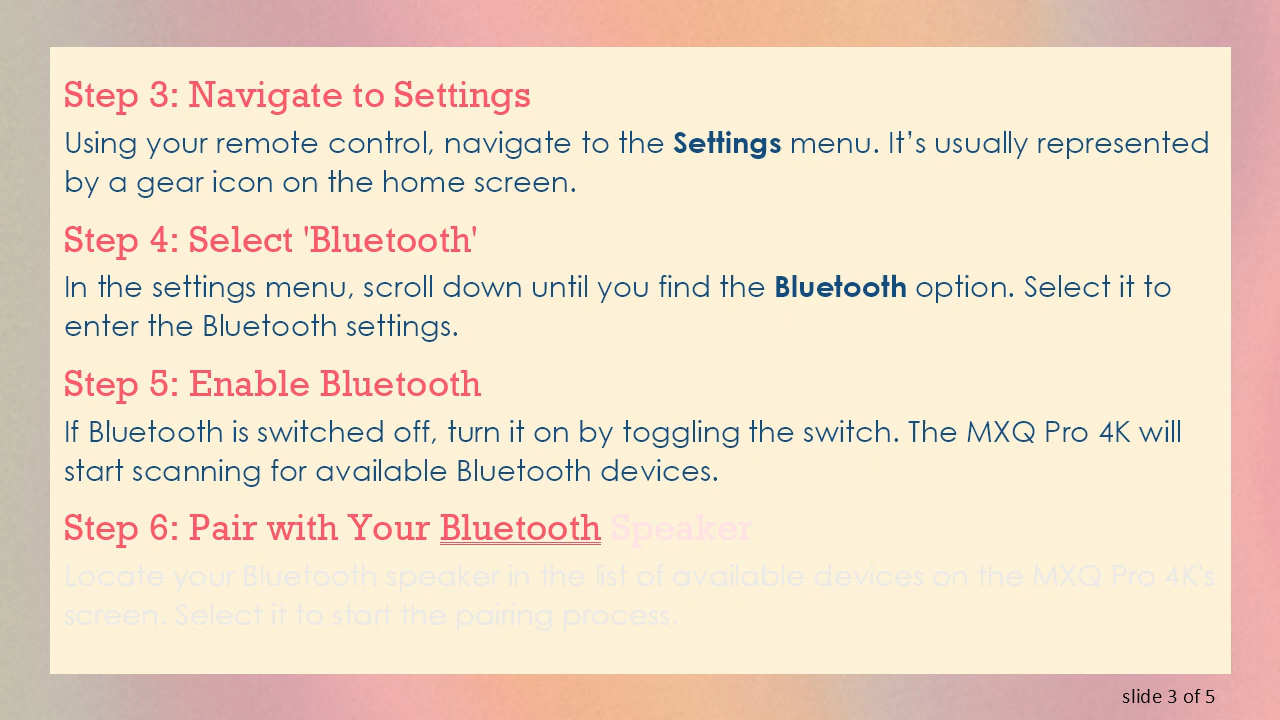 Step 3: Navigate to Settings
Using your remote control, navigate to the Settings menu. It’s usually represented
by a gear icon on the home screen.
Step 4: Select 'Bluetooth'
In the settings menu, scroll down until you find the Bluetooth option. Select it to
enter the Bluetooth settings.
Step 5: Enable Bluetooth
If Bluetooth is switched off, turn it on by toggling the switch. The MXQ Pro 4K will
start scanning for available Bluetooth devices.
Step 6: Pair with Your Bluetooth Speaker
Locate your Bluetooth speaker in the list of available devices on the MXQ Pro 4K's
screen. Select it to start the pairing process.
slide 3 of 5